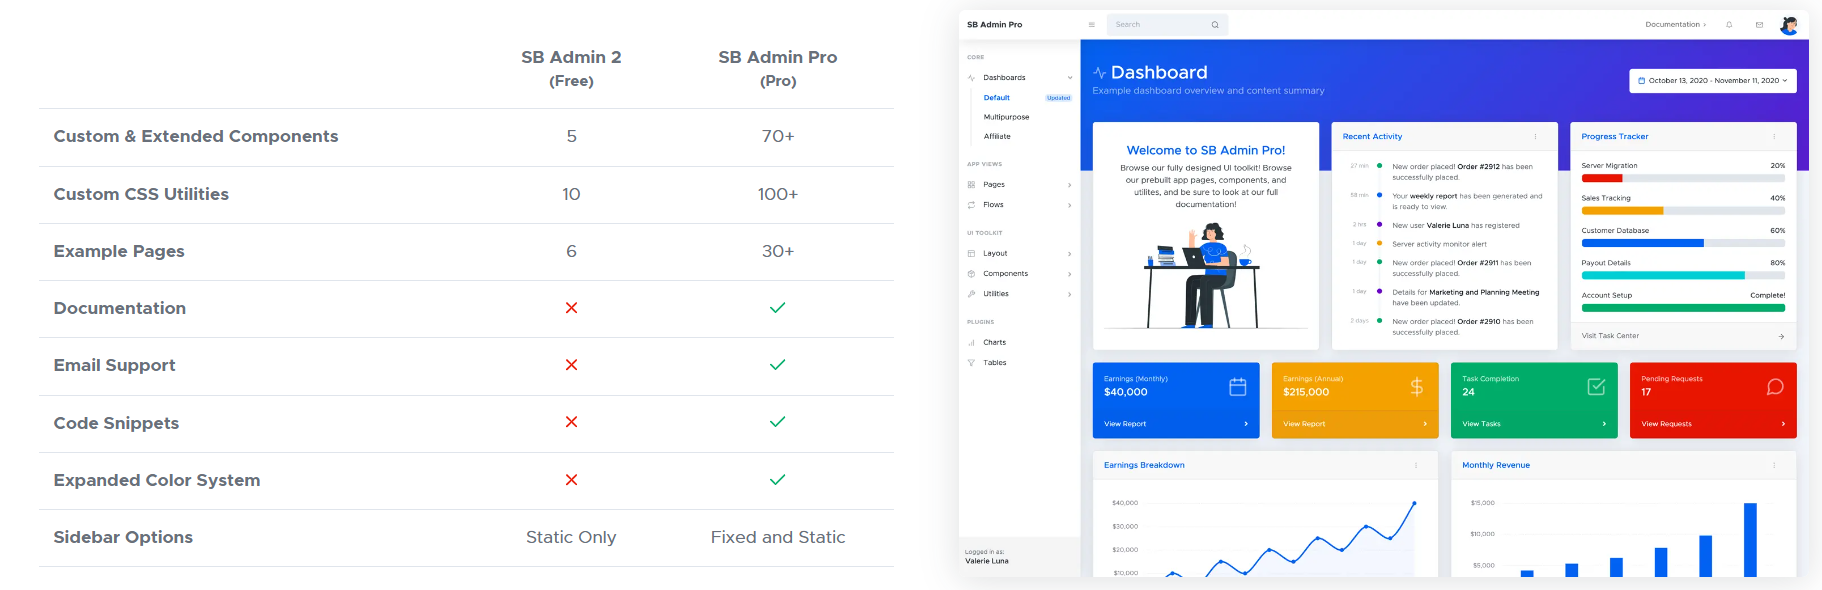 SB Admin 2 SB Admin Pro
(Free) (Pro)
Custom & Extended Components 5 70+
Custom CSS Utilities 10 100+
Example Pages 6 30+
Documentation ✕ ✓
Email Support ✕ ✓
Code Snippets ✕ ✓
Expanded Color System ✕ ✓
Sidebar Options Static Only Fixed and Static
SB Admin Pro
Search
Documentation
CORE
Dashboards
Default Updated
Multipurpose
Affiliate
APP VIEWS
Pages
Flows
UI TOOLKIT
Layout
Components
Utilities
PLUGINS
Charts
Tables
Logged in as:
Valerie Luna
Dashboard
Example dashboard overview and content summary
October 13, 2020 - November 11, 2020
Welcome to SB Admin Pro!
Browse our fully designed UI toolkit! Browse
our prebuilt app pages, components, and
utilites, and be sure to look at our full
documentation!
Recent Activity
27 min New order placed! Order #2912 has been
successfully placed.
58 min Your weekly report has been generated and
is ready to view.
2 hrs New user Valerie Luna has registered
1 day Server activity monitor alert
1 day New order placed! Order #2911 has been
successfully placed.
1 day Details for Marketing and Planning Meeting
have been updated.
2 days New order placed! Order #2910 has been
successfully placed.
Progress Tracker
Server Migration 20%
Sales Tracking 40%
Customer Database 60%
Payout Details 80%
Account Setup Complete!
Visit Task Center
Earnings (Monthly)
$40,000
View Report
Earnings (Annual)
$215,000
View Report
Task Completion
24
View Tasks
Pending Requests
17
View Requests
Earnings Breakdown
$40,000
$30,000
$20,000
$10,000
Monthly Revenue
$15,000
$10,000
$5,000